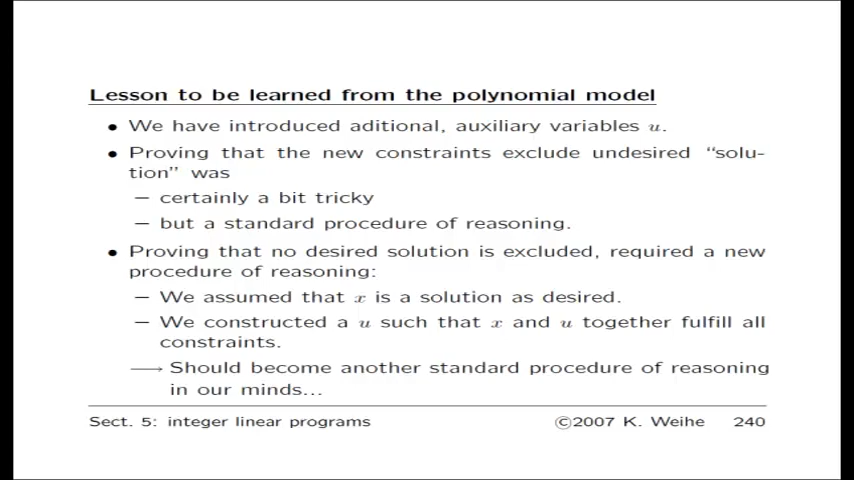 Lesson to be learned from the polynomial model
• We have introduced aditional, auxiliary variables u.
• Proving that the new constraints exclude undesired “solu-
tion” was
– certainly a bit tricky
– but a standard procedure of reasoning.
• Proving that no desired solution is excluded, required a new
procedure of reasoning:
– We assumed that x is a solution as desired.
– We constructed a u such that x and u together fulfill all
constraints.
⟶ Should become another standard procedure of reasoning
in our minds...
Sect. 5: integer linear programs ©2007 K. Weihe 240